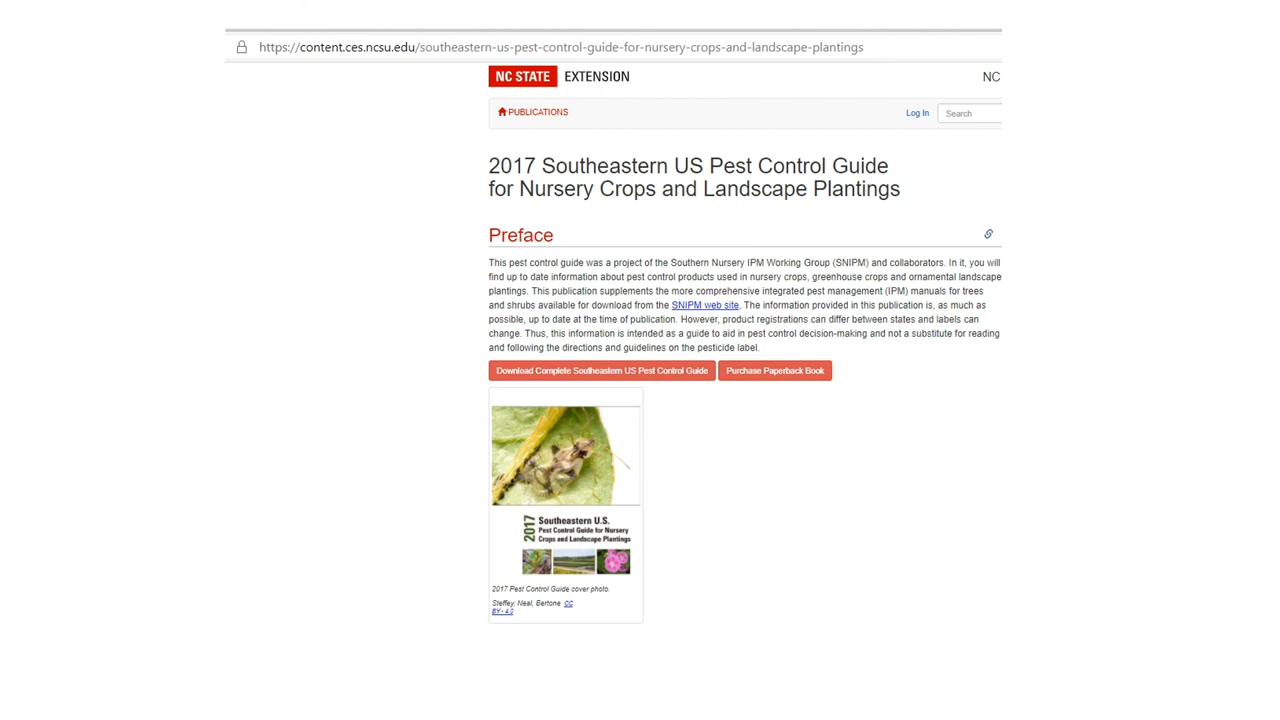 https://content.ces.ncsu.edu/southeastern-us-pest-control-guide-for-nursery-crops-and-landscape-plantings
NC STATE EXTENSION
NC
PUBLICATIONS
Log In
Search
2017 Southeastern US Pest Control Guide
for Nursery Crops and Landscape Plantings
Preface
This pest control guide was a project of the Southern Nursery IPM Working Group (SNIPM) and collaborators. In it, you will
find up to date information about pest control products used in nursery crops, greenhouse crops and ornamental landscape
plantings. This publication supplements the more comprehensive integrated pest management (IPM) manuals for trees
and shrubs available for download from the SNIPM web site. The information provided in this publication is, as much as
possible, up to date at the time of publication. However, product registrations can differ between states and labels can
change. Thus, this information is intended as a guide to aid in pest control decision-making and not a substitute for reading
and following the directions and guidelines on the pesticide label.
Download Complete Southeastern US Pest Control Guide
Purchase Paperback Book
2017
Southeastern U.S.
Pest Control Guide for Nursery
Crops and Landscape Plantings
2017 Pest Control Guide cover photo.
Steffey, Neal, Bertone CC
BY - 4.0